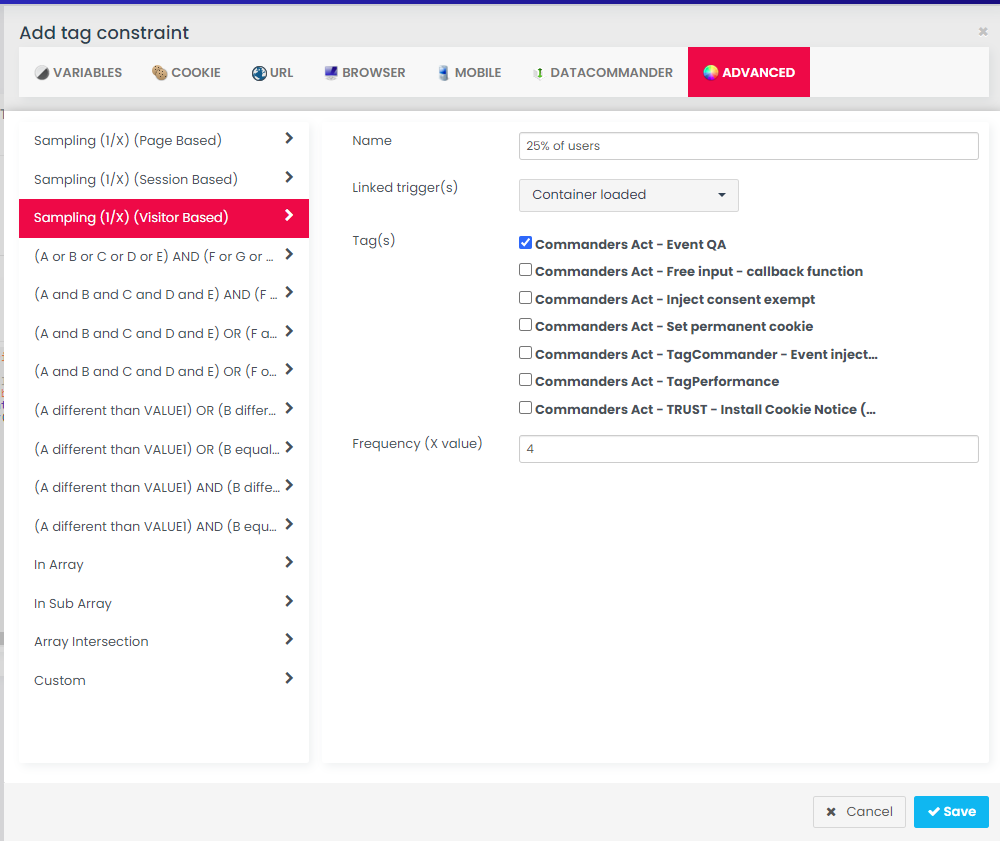 Add tag constraint
VARIABLES COOKIE URL BROWSER MOBILE DATACOMMANDER ADVANCED
Sampling (1/X) (Page Based)
Sampling (1/X) (Session Based)
Sampling (1/X) (Visitor Based)
(A or B or C or D or E) AND (F or G or ...
(A and B and C and D and E) AND (F ...
(A and B and C and D and E) OR (F a...
(A and B and C and D and E) OR (F o...
(A different than VALUE1) OR (B differ...
(A different than VALUE1) OR (B equal...
(A different than VALUE1) AND (B diffe...
(A different than VALUE1) AND (B equ...
In Array
In Sub Array
Array Intersection
Custom
Name
25% of users
Linked trigger(s)
Container loaded
Tag(s)
Commanders Act - Event QA
Commanders Act - Free input - callback function
Commanders Act - Inject consent exempt
Commanders Act - Set permanent cookie
Commanders Act - TagCommander - Event inject...
Commanders Act - TagPerformance
Commanders Act - TRUST - Install Cookie Notice (...
Frequency (X value)
4
Cancel
Save